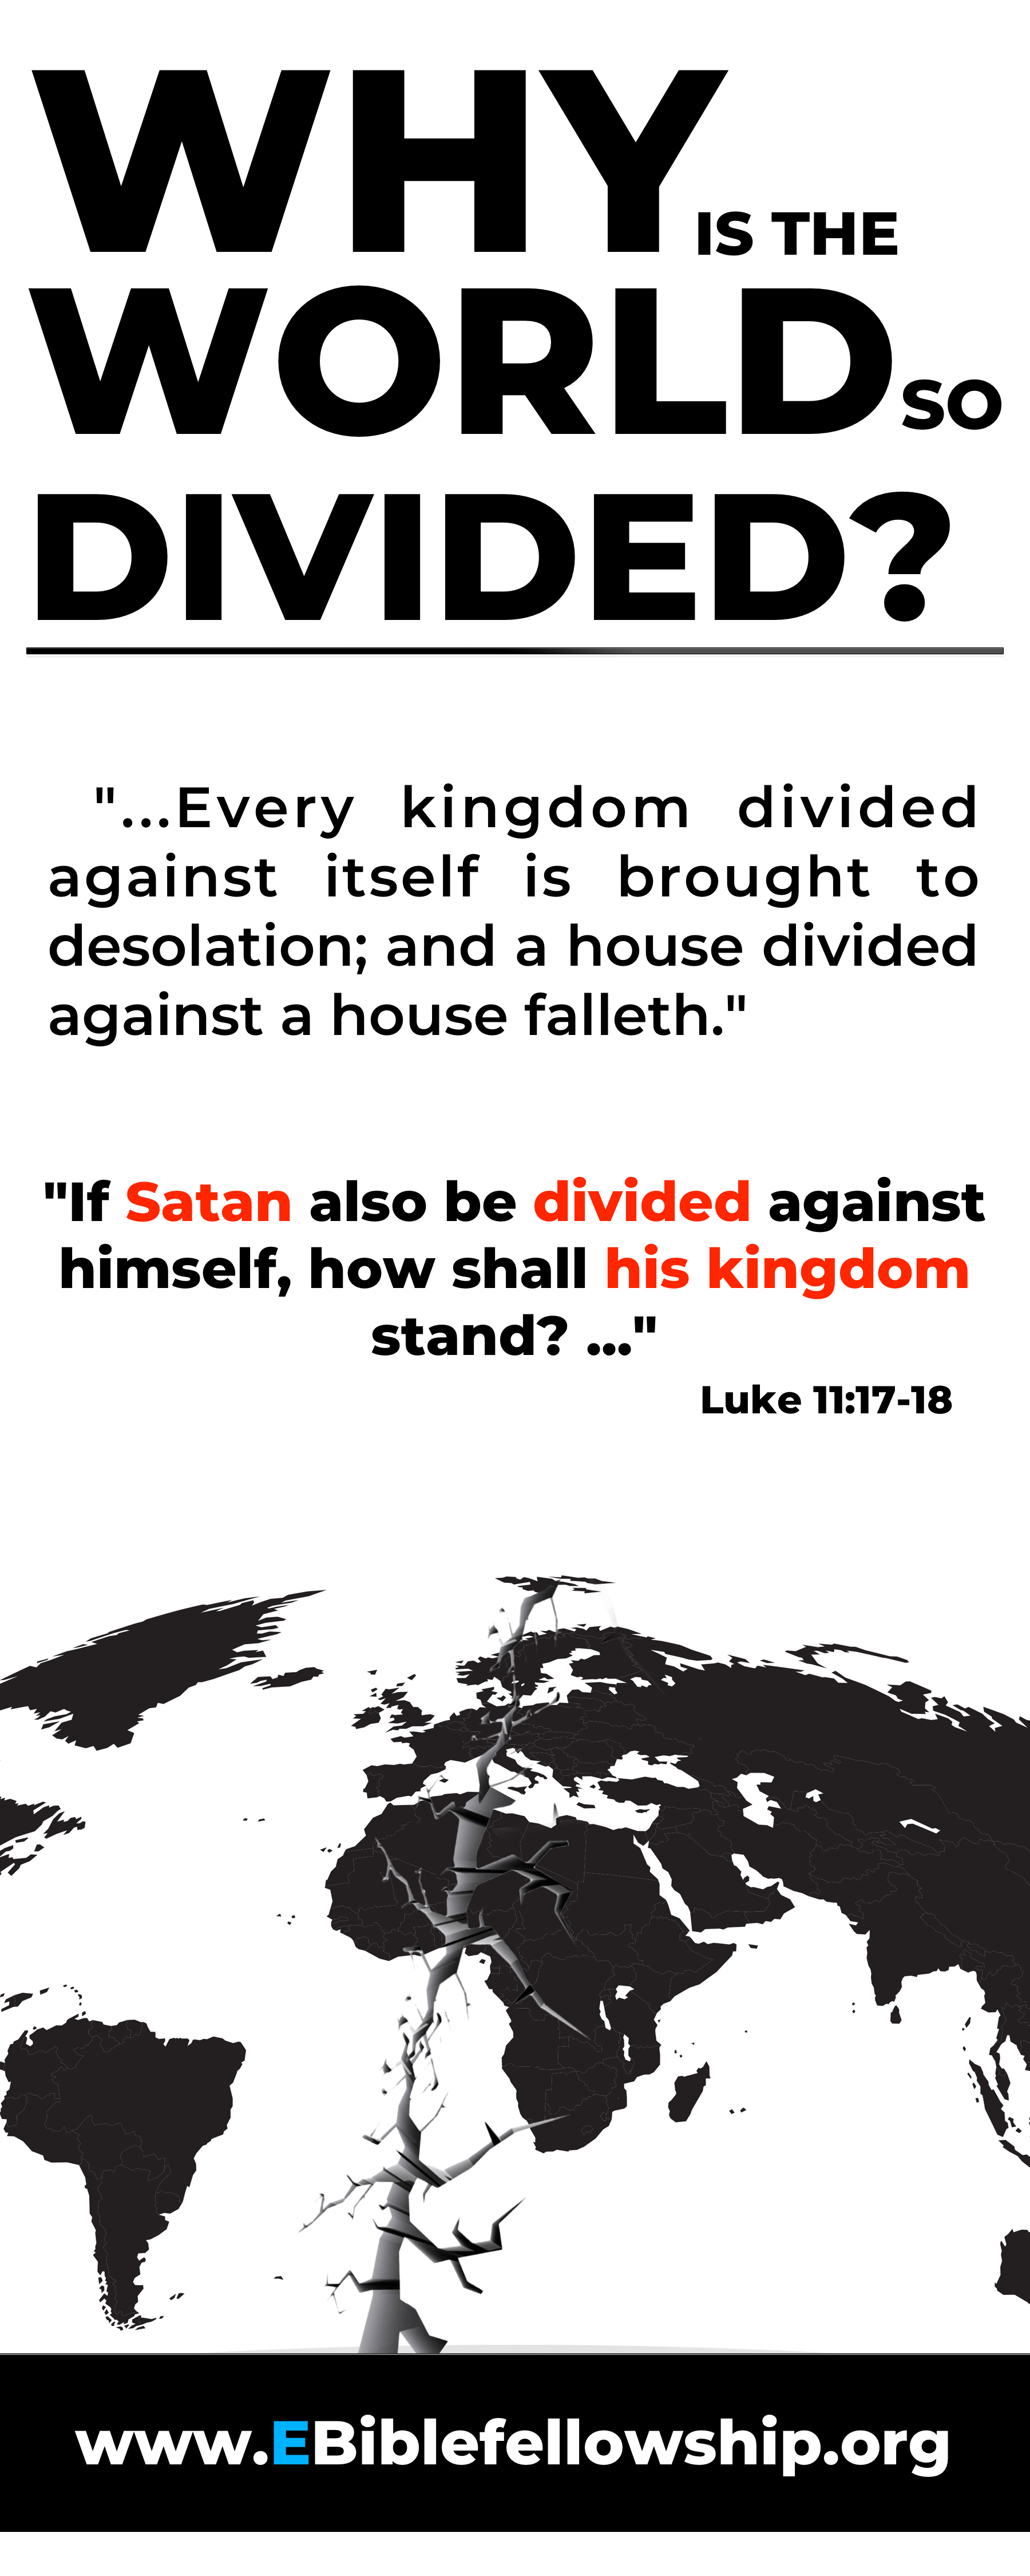 WHY IS THE
WORLD SO
DIVIDED?
"...Every kingdom divided
against itself is brought to
desolation; and a house divided
against a house falleth."
"If Satan also be divided against
himself, how shall his kingdom
stand? ..."
Luke 11:17-18
www.EBiblefellowship.org